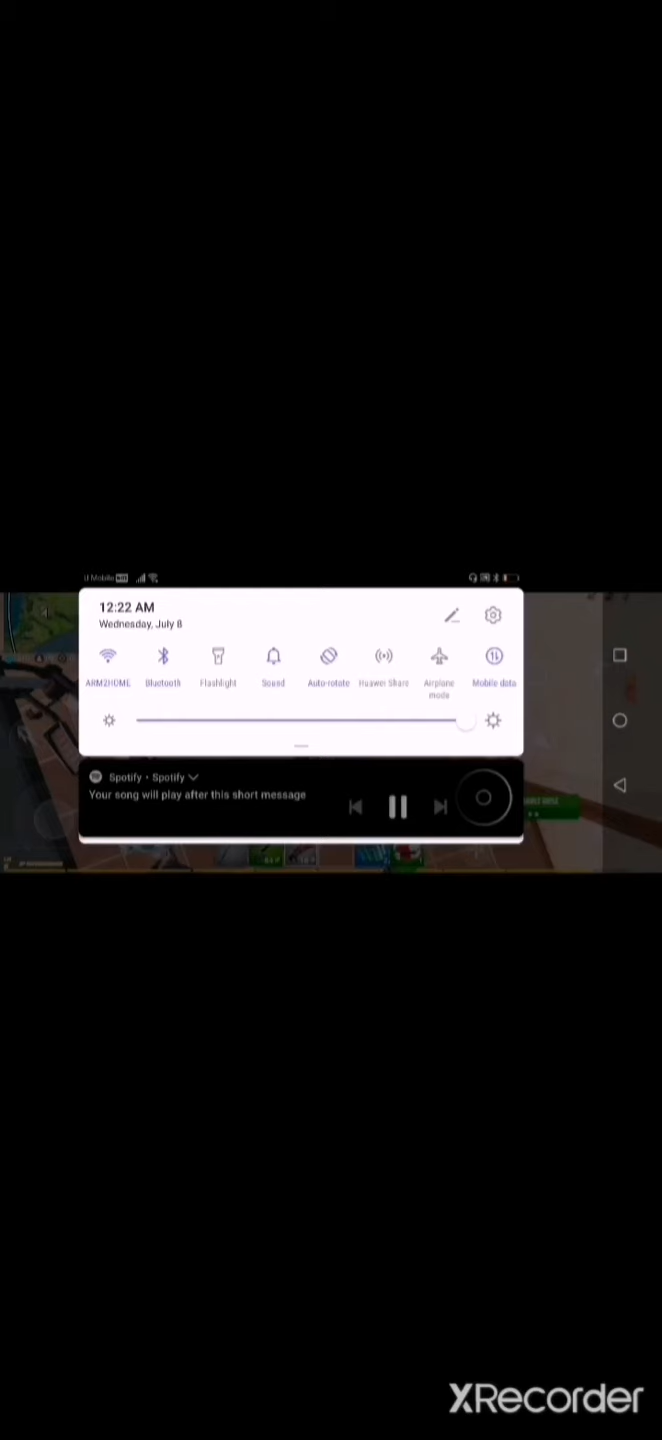 U Mobile
12:22 AM
Wednesday, July 8
ARM2HOME Bluetooth Flashlight Sound Auto-rotate Huawei Share Airplane mode Mobile data
Spotify • Spotify
Your song will play after this short message
XRecorder